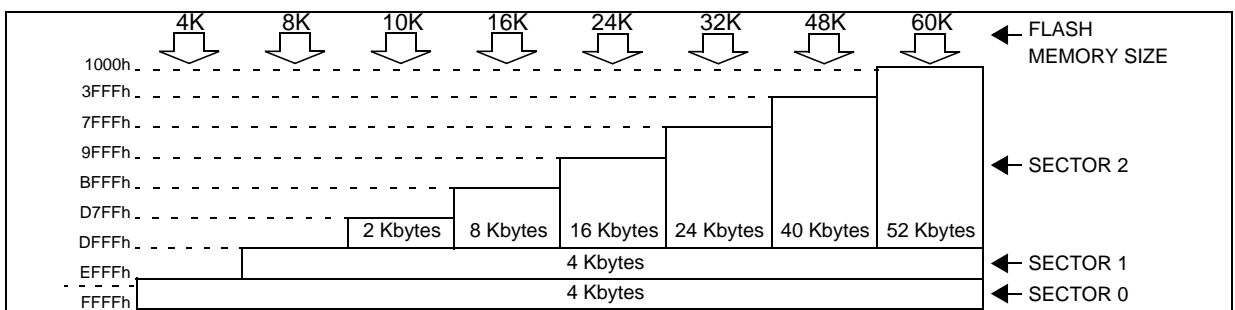 4K 8K 10K 16K 24K 32K 48K 60K FLASH
MEMORY SIZE
1000h
3FFFh
7FFFh
9FFFh
SECTOR 2
BFFFh
D7FFh
2 Kbytes 8 Kbytes 16 Kbytes 24 Kbytes 40 Kbytes 52 Kbytes
DFFFh
4 Kbytes SECTOR 1
EFFFh
4 Kbytes SECTOR 0
FFFFh